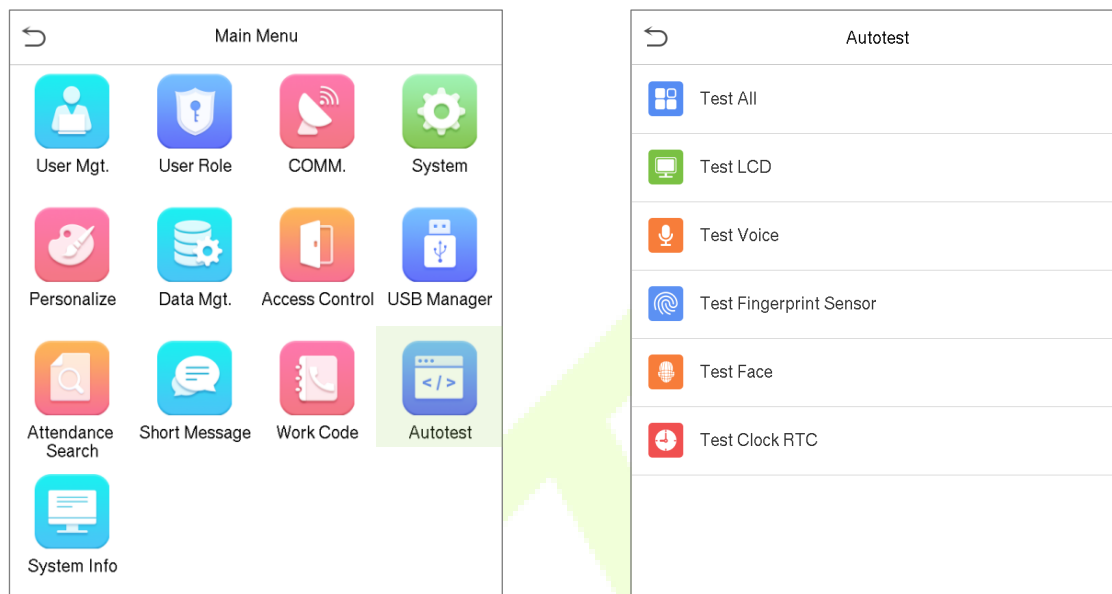 Main Menu
User Mgt.
User Role
COMM.
System
Personalize
Data Mgt.
Access Control
USB Manager
Attendance
Search
Short Message
Work Code
</>
Autotest
System Info
Autotest
Test All
Test LCD
Test Voice
Test Fingerprint Sensor
Test Face
Test Clock RTC